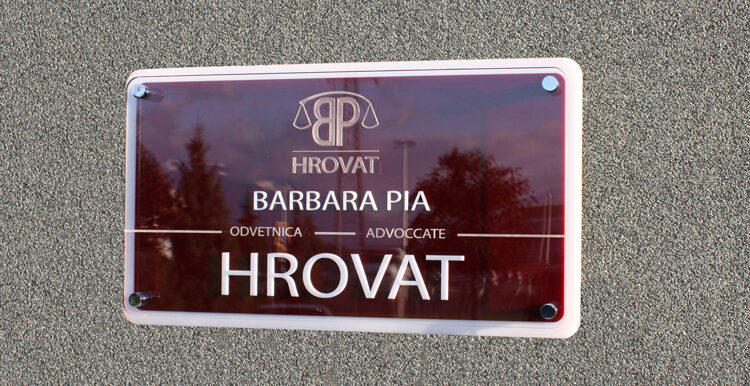 BP
HROVAT
BARBARA PIA
ODVETNICA ADVOCCATE
HROVAT